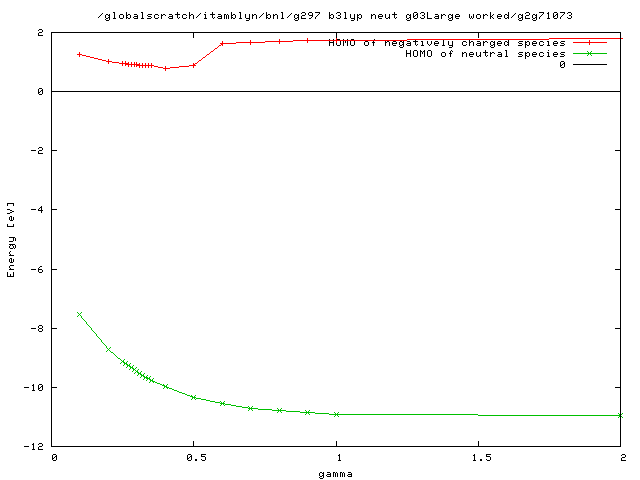 /globalscratch/itamblyn/bnl/g297 b3lyp neut g03Large worked/g2g71073
HOMO of negatively charged species
HOMO of neutral species
0
2
0
-2
-4
-6
-8
-10
-12
Energy [eV]
0
0.5
1
1.5
2
gamma